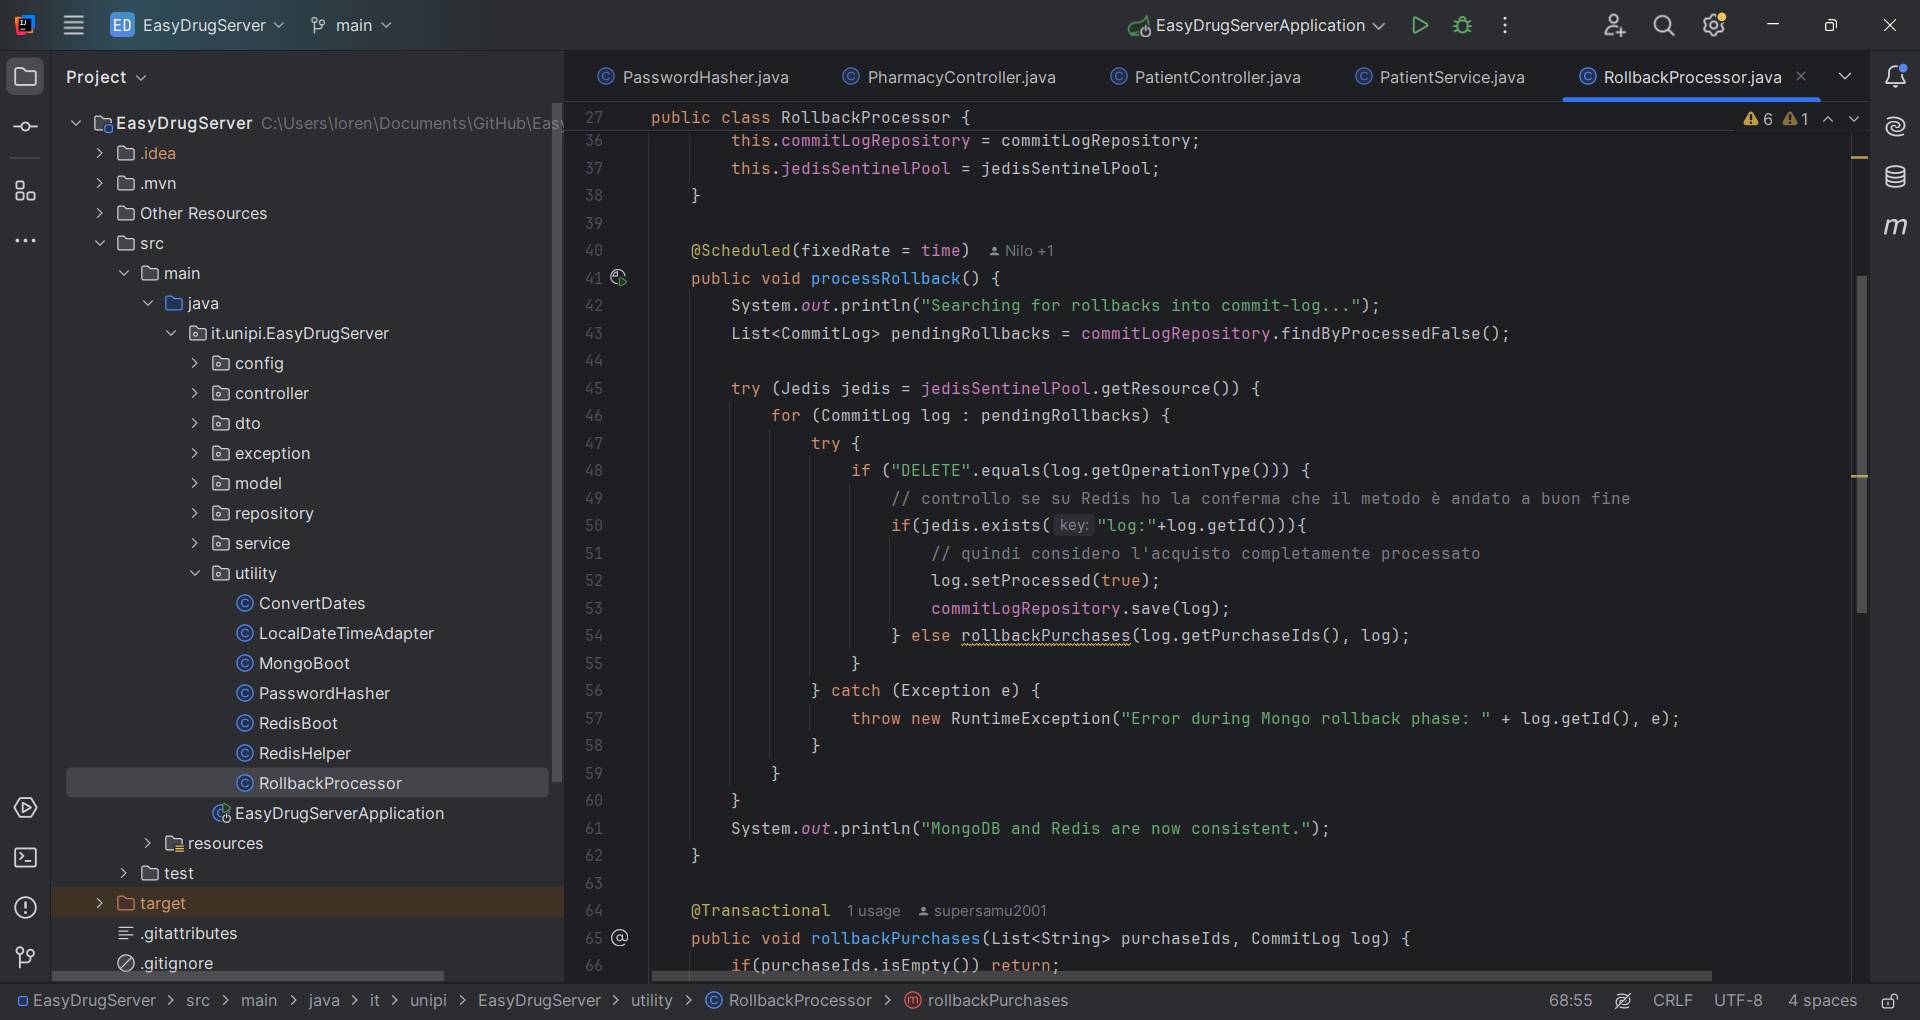 ED EasyDrugServer main EasyDrugServerApplication
Project
PasswordHasher.java PharmacyController.java PatientController.java PatientService.java RollbackProcessor.java
EasyDrugServer C:\Users\loren\Documents\GitHub\Eas
.idea
.mvn
Other Resources
src
main
java
it.unipi.EasyDrugServer
config
controller
dto
exception
model
repository
service
utility
ConvertDates
LocalDateTimeAdapter
MongoBoot
PasswordHasher
RedisBoot
RedisHelper
RollbackProcessor
EasyDrugServerApplication
resources
test
target
.gitattributes
.gitignore
27 public class RollbackProcessor { 6 1
36 this.commitLogRepository = commitLogRepository;
37 this.jedisSentinelPool = jedisSentinelPool;
38 }
39
40 @Scheduled(fixedRate = time) Nilo +1
41 public void processRollback() {
42 System.out.println("Searching for rollbacks into commit-log...");
43 List<CommitLog> pendingRollbacks = commitLogRepository.findByProcessedFalse();
44
45 try (Jedis jedis = jedisSentinelPool.getResource()) {
46 for (CommitLog log : pendingRollbacks) {
47 try {
48 if ("DELETE".equals(log.getOperationType())) {
49 // controllo se su Redis ho la conferma che il metodo è andato a buon fine
50 if(jedis.exists( key: "log:"+log.getId())){
51 // quindi considero l'acquisto completamente processato
52 log.setProcessed(true);
53 commitLogRepository.save(log);
54 } else rollbackPurchases(log.getPurchaseIds(), log);
55 }
56 } catch (Exception e) {
57 throw new RuntimeException("Error during Mongo rollback phase: " + log.getId(), e);
58 }
59 }
60 }
61 System.out.println("MongoDB and Redis are now consistent.");
62 }
63
64 @Transactional 1 usage supersamu2001
65 public void rollbackPurchases(List<String> purchaseIds, CommitLog log) {
66 if(purchaseIds.isEmpty()) return;
EasyDrugServer > src > main > java > it > unipi > EasyDrugServer > utility > RollbackProcessor > rollbackPurchases 68:55 CRLF UTF-8 4 spaces